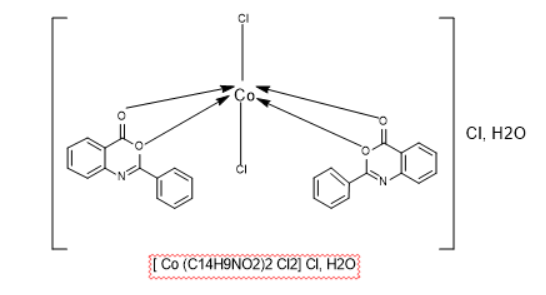 Cl
O
Co
O
O
O
Cl, H2O
N
Cl
N
[ Co (C14H9NO2)2 Cl2] Cl, H2O